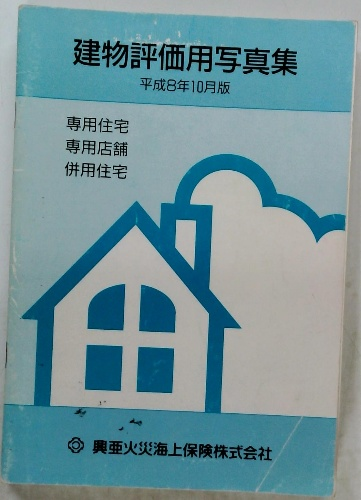 建物評価用写真集
平成8年10月版
専用住宅
専用店舗
併用住宅
興亜火災海上保険株式会社